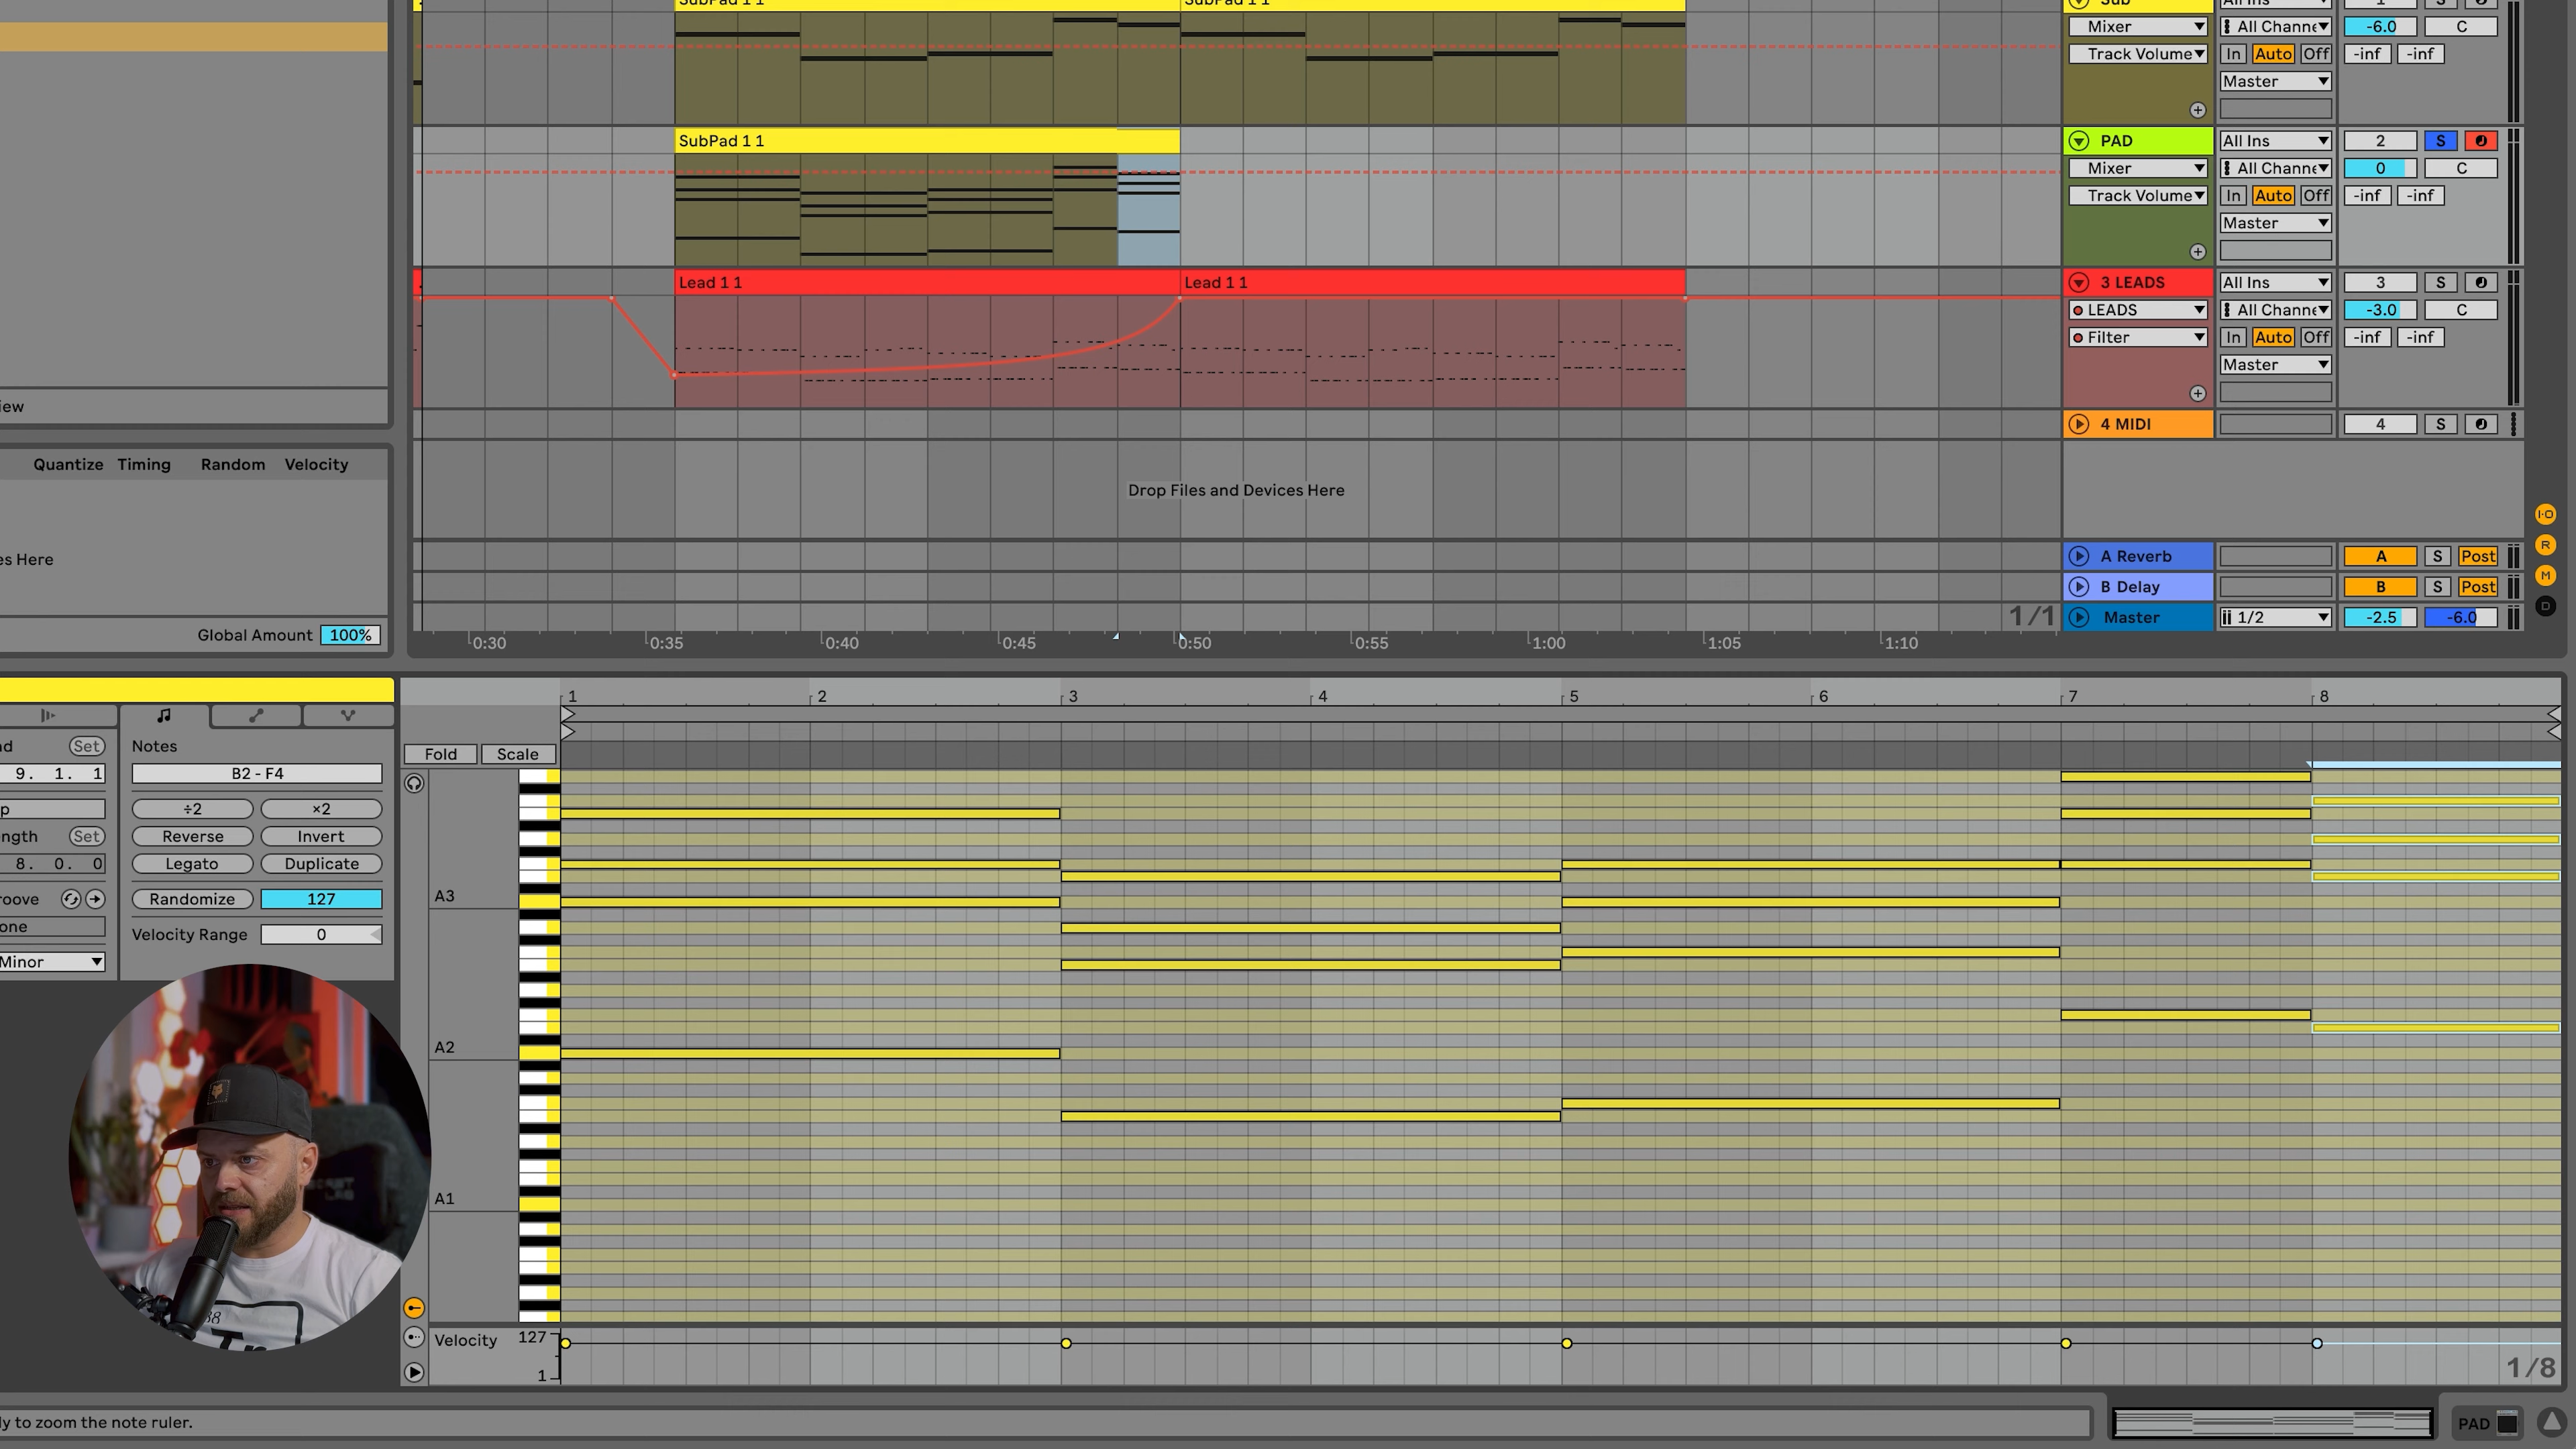 SubPad 1 1 SubPad 1 1
Sub All Ins 1 S
Mixer All Channe -6.0 C
Track Volume In Auto Off -inf -inf
Master
SubPad 1 1
PAD All Ins 2 S
Mixer All Channe 0 C
Track Volume In Auto Off -inf -inf
Master
Lead 1 1 Lead 1 1
3 LEADS All Ins 3 S
LEADS All Channe -3.0 C
Filter In Auto Off -inf -inf
Master
4 MIDI 4 S
iew
Quantize Timing Random Velocity
Drop Files and Devices Here
I·O
R
M
D
es Here
A Reverb A S Post
B Delay B S Post
1/1 Master 1/2 -2.5 -6.0
Global Amount 100%
0:30 0:35 0:40 0:45 0:50 0:55 1:00 1:05 1:10
1 2 3 4 5 6 7 8
d Set Notes
Fold Scale
9. 1. 1 B2 - F4
p ÷2 ×2
ngth Set Reverse Invert
8. 0. 0 Legato Duplicate
oove Randomize 127
one Velocity Range 0
Minor
A3
A2
A1
Velocity 127
1
1/8
ly to zoom the note ruler.
PAD